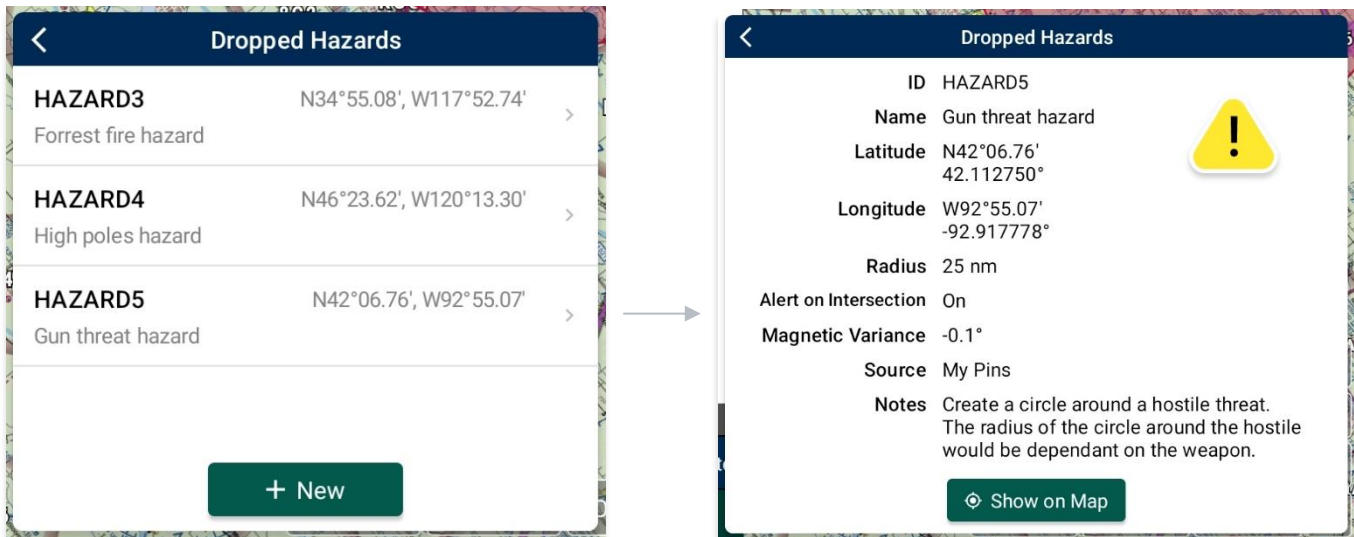 Dropped Hazards
HAZARD3 N34°55.08', W117°52.74'
Forrest fire hazard
HAZARD4 N46°23.62', W120°13.30'
High poles hazard
HAZARD5 N42°06.76', W92°55.07'
Gun threat hazard
+ New
Dropped Hazards
ID HAZARD5
Name Gun threat hazard
Latitude N42°06.76'
42.112750°
Longitude W92°55.07'
-92.917778°
Radius 25 nm
Alert on Intersection On
Magnetic Variance -0.1°
Source My Pins
Notes Create a circle around a hostile threat.
The radius of the circle around the hostile
would be dependant on the weapon.
Show on Map